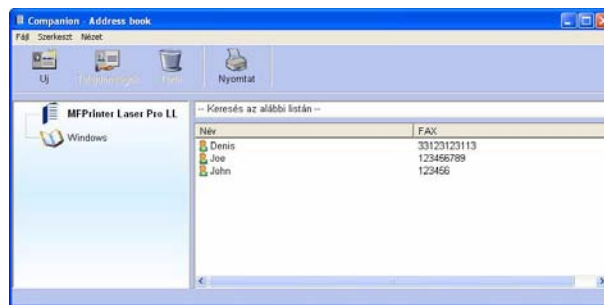 Companion - Address book
Fájl Szerkeszt Nézet
Uj Nyomtat
MFPrinter Laser Pro LL
Windows
-- Keresés az alábbi listán --
Név FAX
Denis 33123123113
Joe 123456789
John 123456